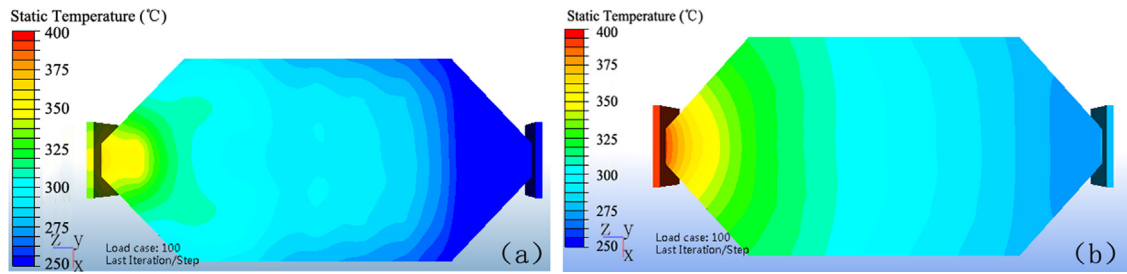 Static Temperature (℃)
400
375
350
325
300
275
250
Z Y
X
Load case: 100
Last Iteration/Step
(a)
Static Temperature (℃)
400
375
350
325
300
275
250
Z Y
X
Load case: 100
Last Iteration/Step
(b)